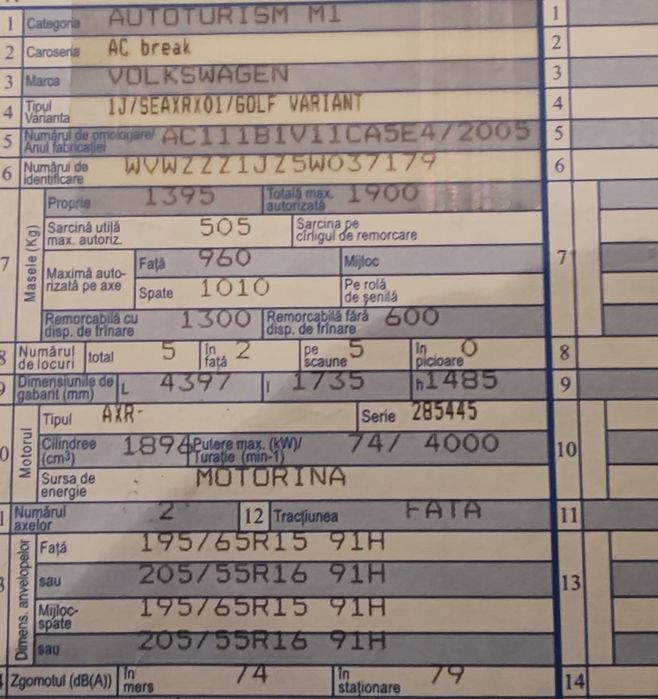 1 Categoria AUTOTURISM M1 1
2 Caroseria AC break 2
3 Marca VOLKSWAGEN 3
4 Tipul Varianta 1J/SEAXRX01/GOLF VARIANT 4
5 Numărul de omologare/ Anul fabricației AC111B1V11CA5E4/2005 5
6 Numărul de identificare WVWZZZ1JZ5W037179 6
7 Masele (Kg) Proprie 1395 Totală max. autorizată 1900 7
Sarcină utilă max. autoriz. 505 Sarcina pe cîrligul de remorcare
Maximă autorizată pe axe Față 960 Mijloc
Spate 1010 Pe rolă de șenilă
Remorcabilă cu disp. de frînare 1300 Remorcabilă fără disp. de frînare 600
8 Numărul de locuri total 5 în față 2 pe scaune 5 în picioare 0 8
9 Dimensiunile de gabarit (mm) L 4397 l 1735 h 1485 9
0 Motorul Tipul AXR- Serie 285445 10
Cilindree (cm³) 1896 Putere max. (kW)/ Turație (min-1) 74/ 4000
Sursa de energie MOTORINA
1 Numărul axelor 2 12 Tracțiunea FATA 11
3 Dimens. anvelopelor Față 195/65R15 91H 13
sau 205/55R16 91H
Mijloc-spate 195/65R15 91H
sau 205/55R16 91H
4 Zgomotul (dB(A)) în mers 74 în staționare 79 14